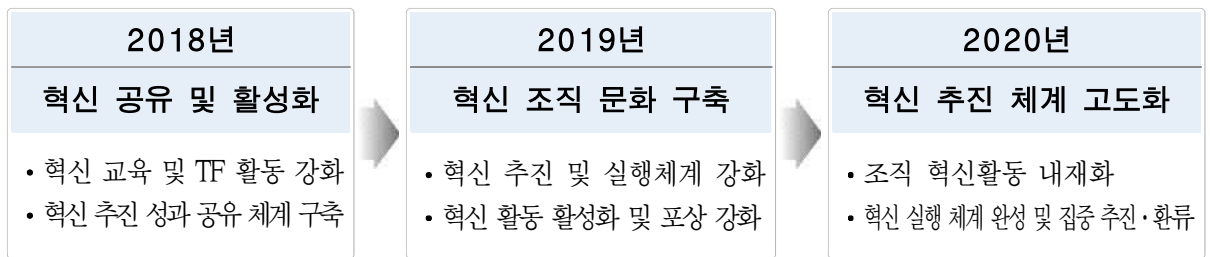 2018년
혁신 공유 및 활성화
• 혁신 교육 및 TF 활동 강화
• 혁신 추진 성과 공유 체계 구축
2019년
혁신 조직 문화 구축
• 혁신 추진 및 실행체계 강화
• 혁신 활동 활성화 및 포상 강화
2020년
혁신 추진 체계 고도화
• 조직 혁신활동 내재화
• 혁신 실행 체계 완성 및 집중 추진·환류